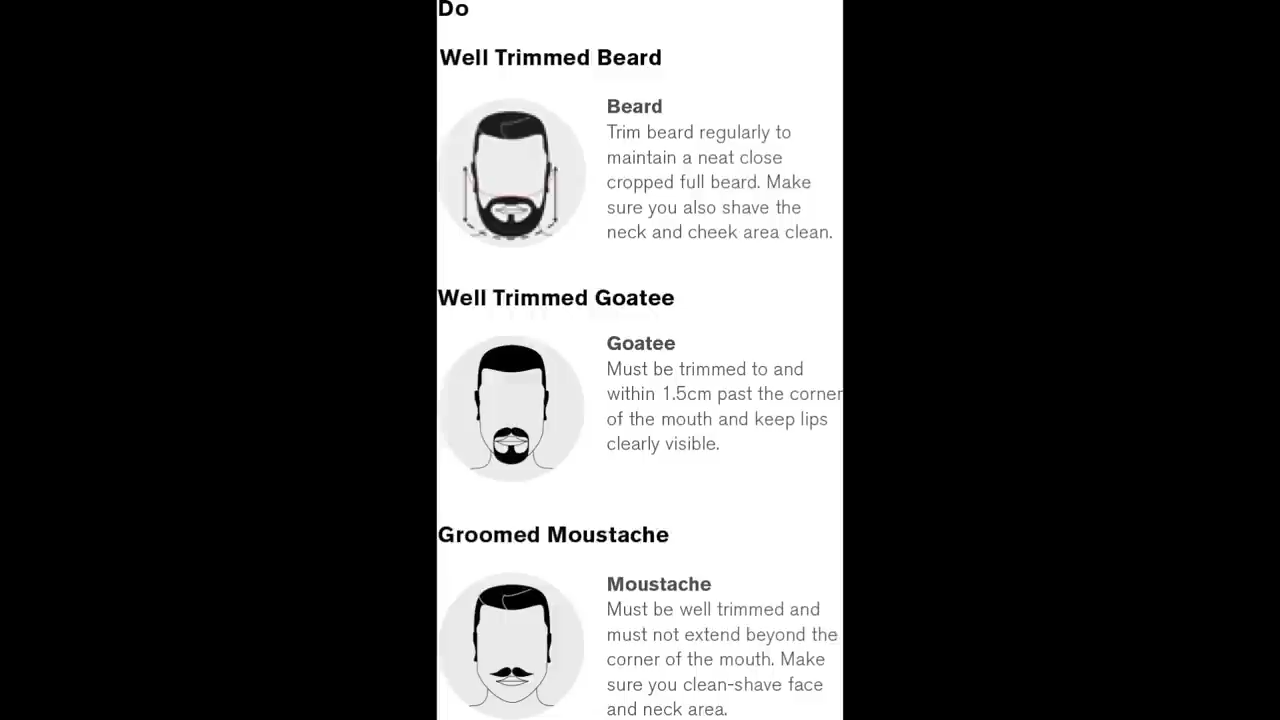 Do
Well Trimmed Beard
Beard
Trim beard regularly to
maintain a neat close
cropped full beard. Make
sure you also shave the
neck and cheek area clean.
Well Trimmed Goatee
Goatee
Must be trimmed to and
within 1.5cm past the corner
of the mouth and keep lips
clearly visible.
Groomed Moustache
Moustache
Must be well trimmed and
must not extend beyond the
corner of the mouth. Make
sure you clean-shave face
and neck area.